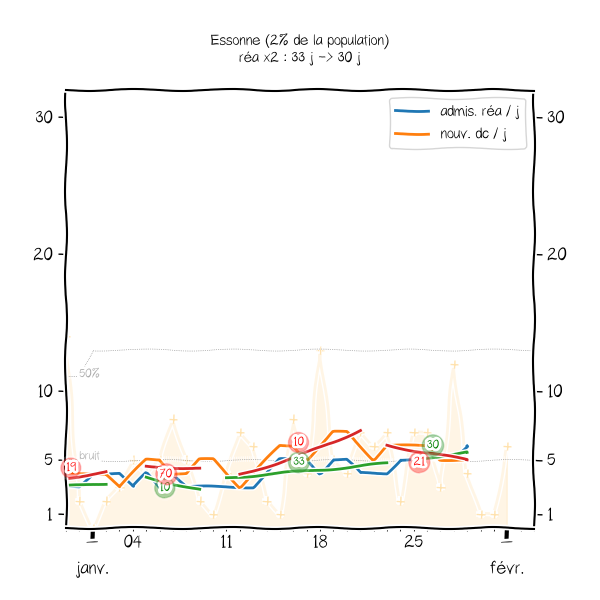 Essonne (2% de la population)
réa x2 : 33 j -> 30 j
admis. réa / j
nouv. dc / j
30 30
20 20
50%
10 10
10 30
19 bruit
5 33 21 5
70
10
1 1
04 11 18 25
janv. févr.